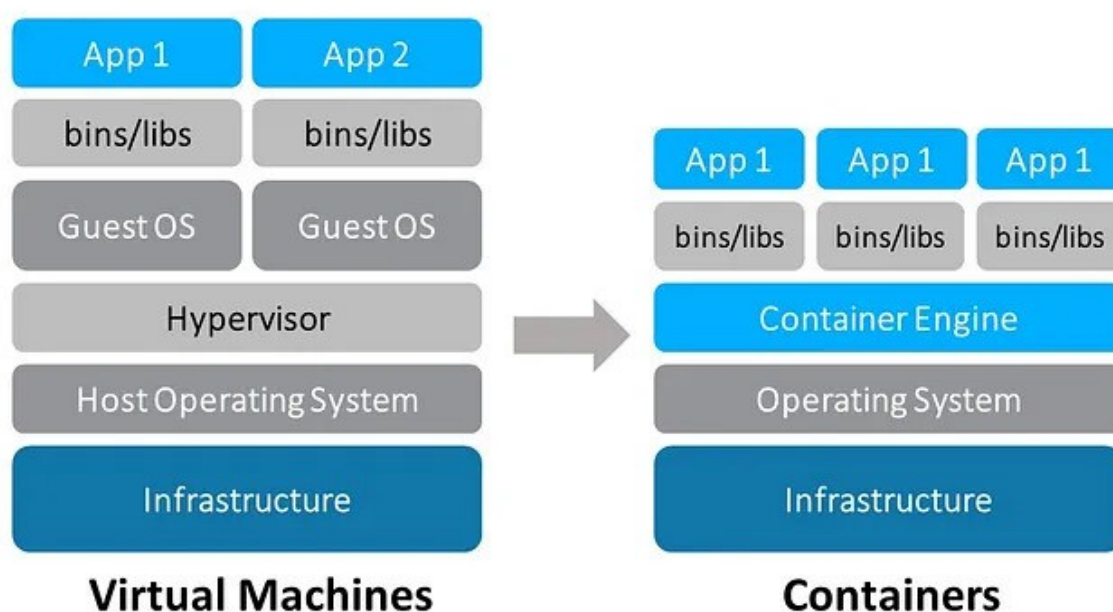 App 1 App 2
bins/libs bins/libs
Guest OS Guest OS
Hypervisor
Host Operating System
Infrastructure
Virtual Machines
App 1 App 1 App 1
bins/libs bins/libs bins/libs
Container Engine
Operating System
Infrastructure
Containers